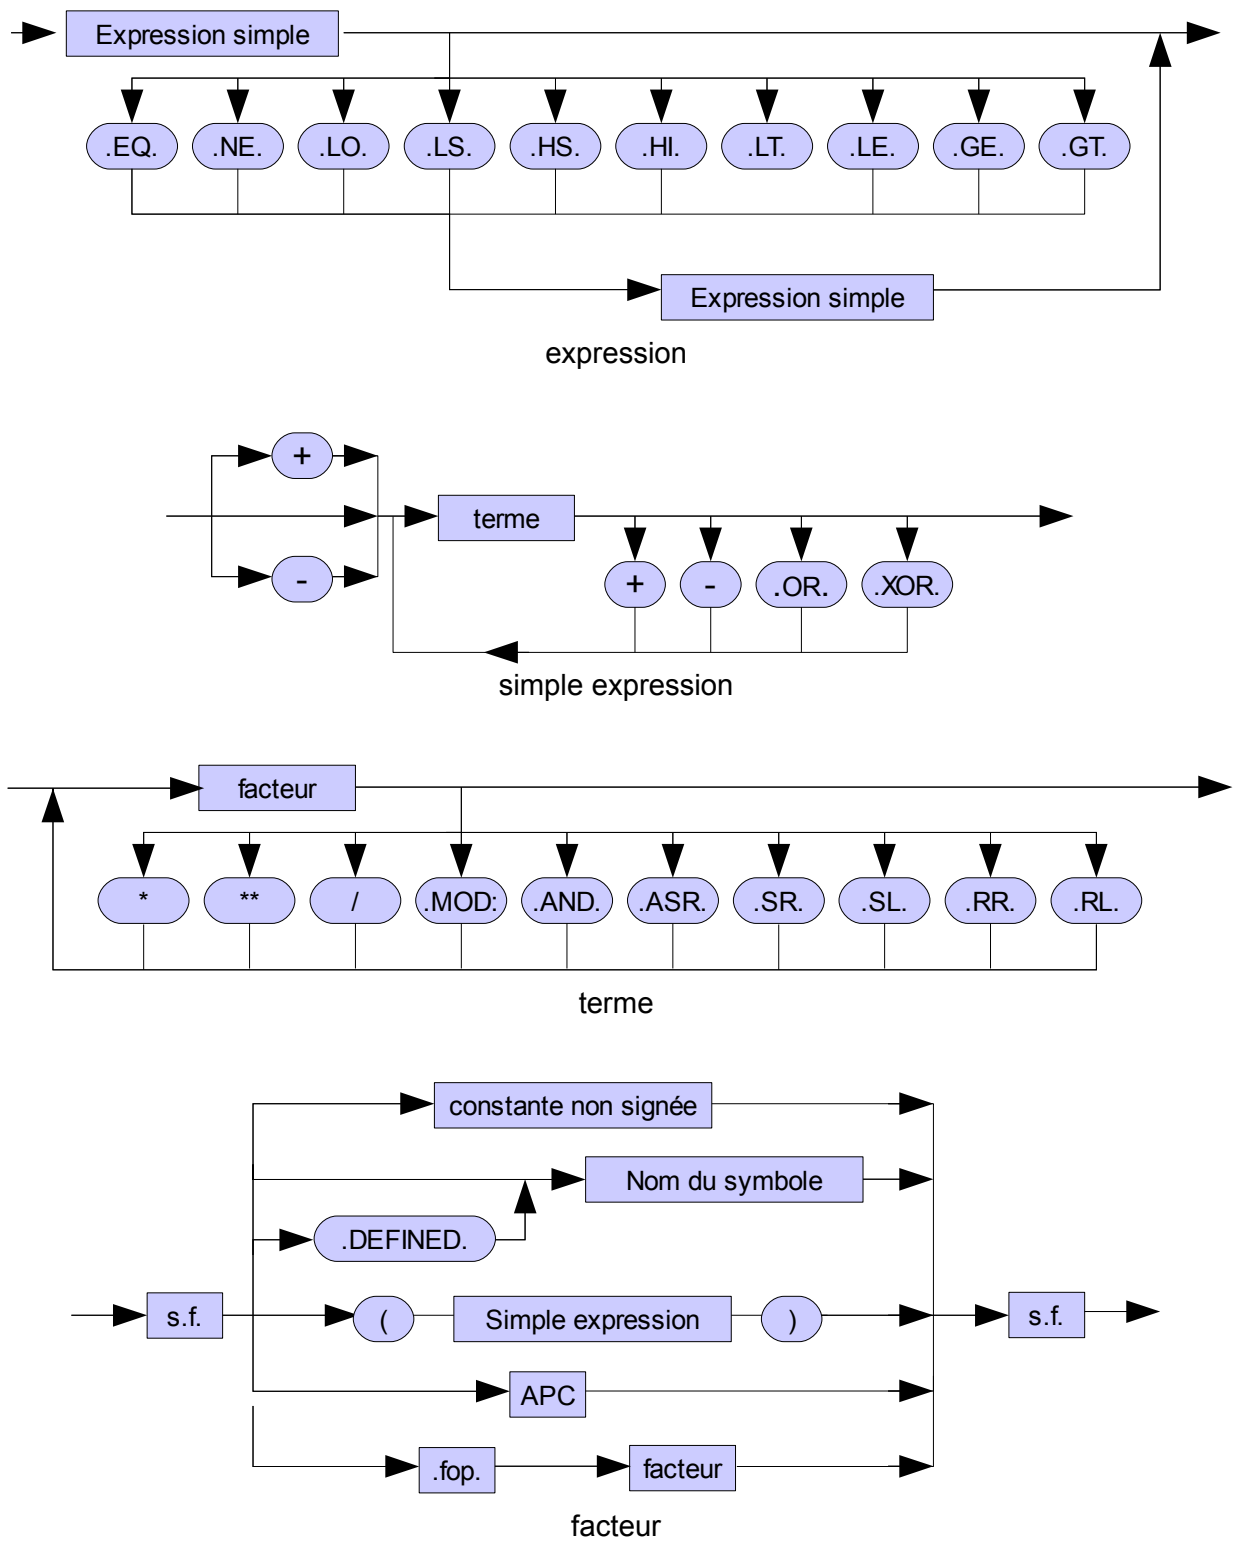 Expression simple
.EQ. .NE. .LO. .LS. .HS. .HI. .LT. .LE. .GE. .GT.
Expression simple
expression
+
terme
-
+ - .OR. .XOR.
simple expression
facteur
* ** / .MOD: .AND. .ASR. .SR. .SL. .RR. .RL.
terme
constante non signée
Nom du symbole
.DEFINED.
s.f. ( Simple expression ) s.f.
APC
.fop. facteur
facteur